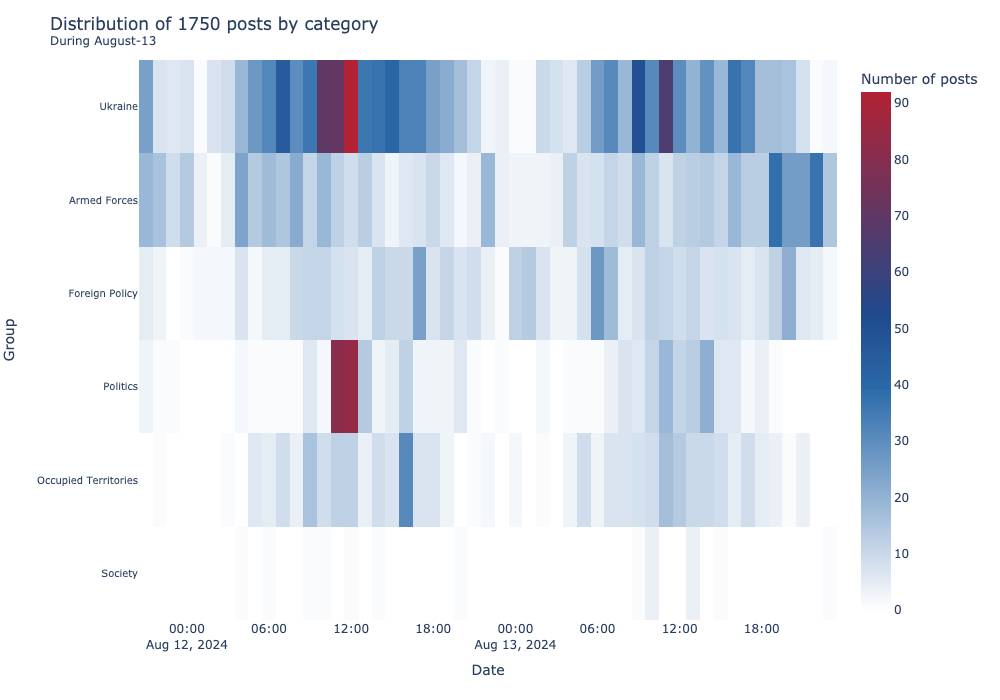 Distribution of 1750 posts by category
During August-13
Number of posts
Ukraine
Armed Forces
Foreign Policy
Politics
Occupied Territories
Society
Group
90
80
70
60
50
40
30
20
10
0
00:00 06:00 12:00 18:00 00:00 06:00 12:00 18:00
Aug 12, 2024 Aug 13, 2024
Date